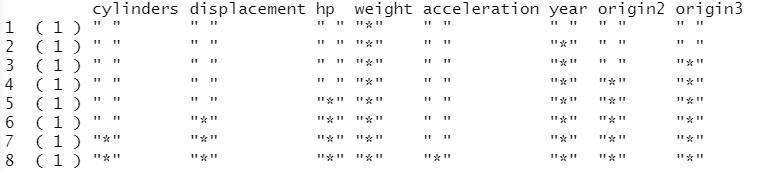 cylinders displacement hp weight acceleration year origin2 origin3
1 ( 1 ) " " " " " " "*" " " " " " " " "
2 ( 1 ) " " " " " " "*" " " "*" " " " "
3 ( 1 ) " " " " " " "*" " " "*" " " "*"
4 ( 1 ) " " " " " " "*" " " "*" "*" "*"
5 ( 1 ) " " " " "*" "*" " " "*" "*" "*"
6 ( 1 ) " " "*" "*" "*" " " "*" "*" "*"
7 ( 1 ) "*" "*" "*" "*" " " "*" "*" "*"
8 ( 1 ) "*" "*" "*" "*" "*" "*" "*" "*"